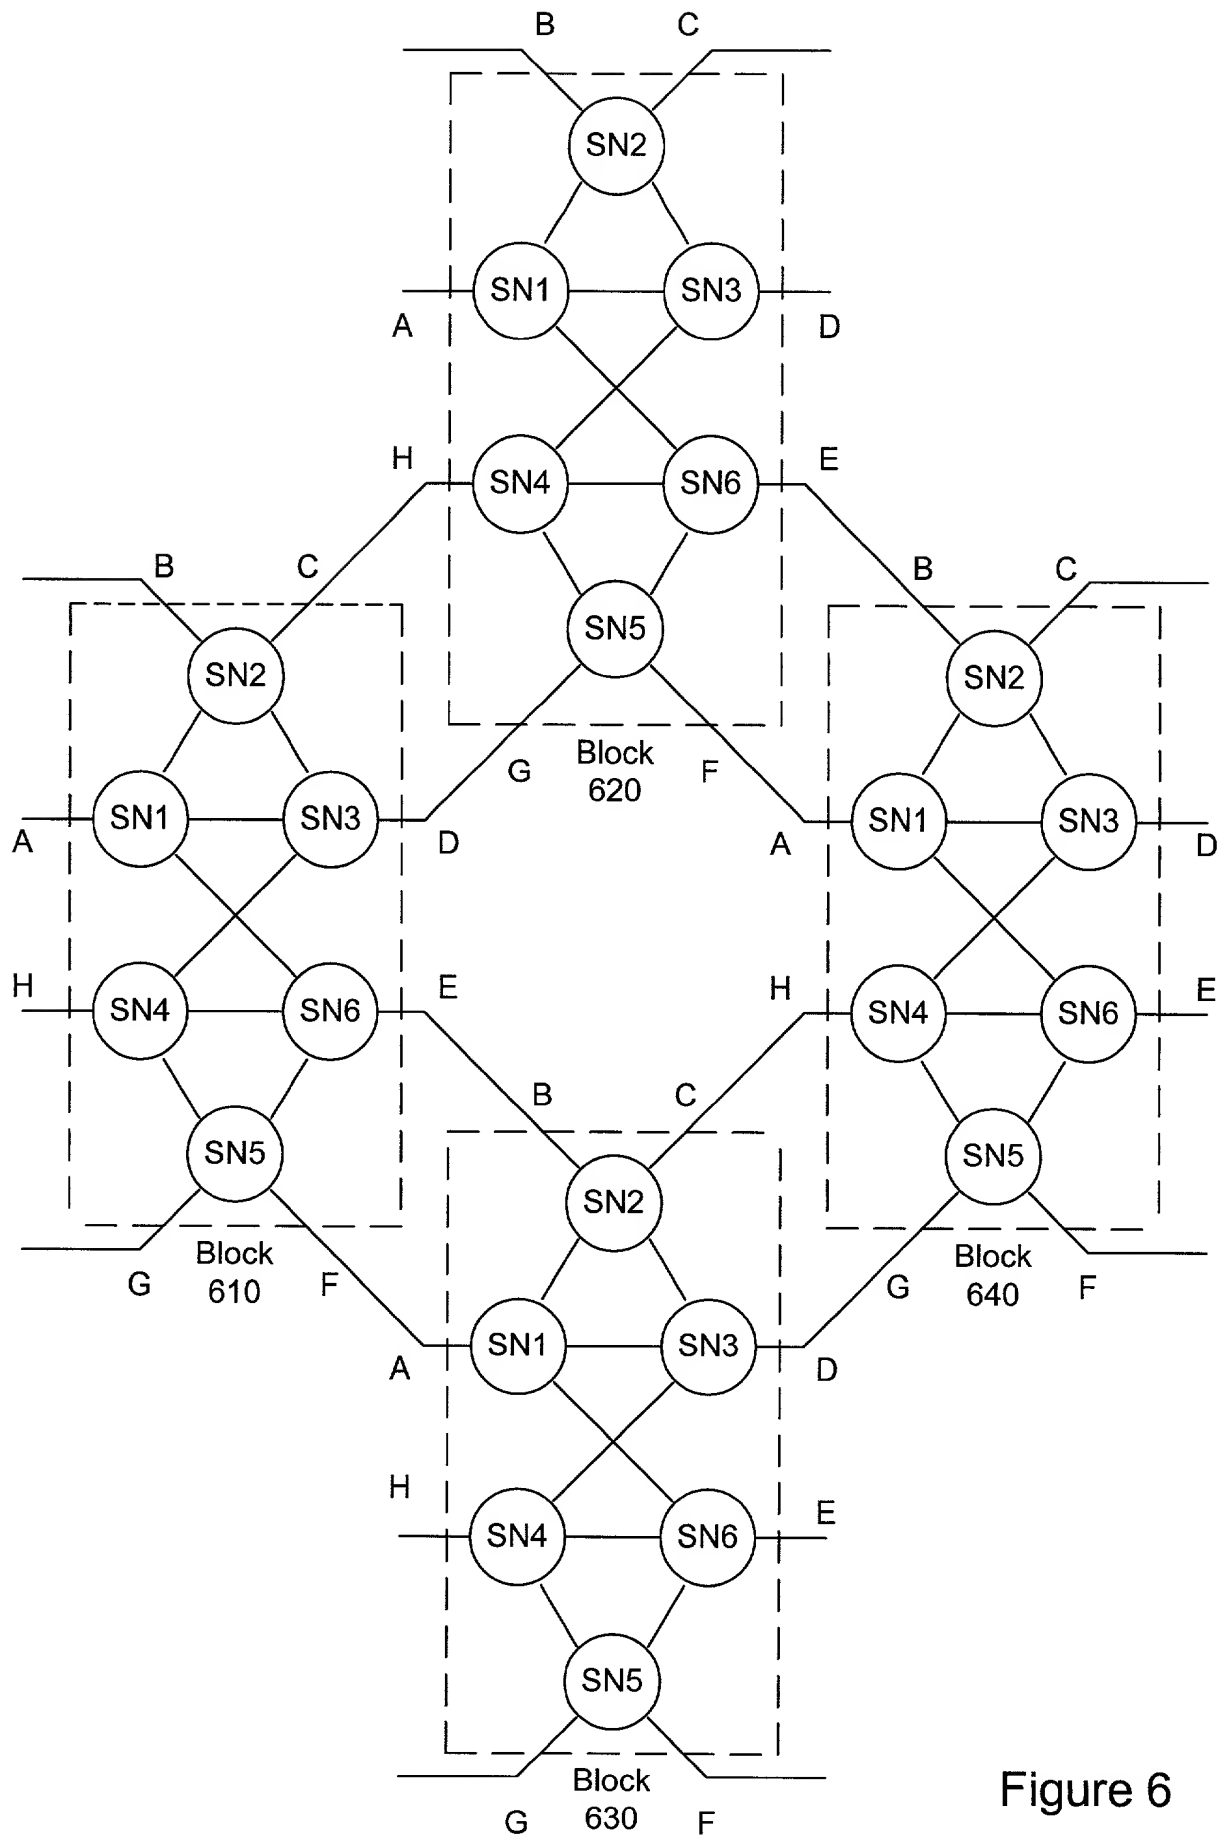 B C
SN2
SN1 SN3
A D
H E
SN4 SN6
B C B C
SN5
SN2 SN2
Block
620
G F
SN1 SN3 SN1 SN3
A D A D
H E H E
SN4 SN6 SN4 SN6
B C
SN5 SN5
SN2
Block
610
Block
640
G F G F
SN1 SN3
A D
H E
SN4 SN6
SN5
Block
630
G F
Figure 6